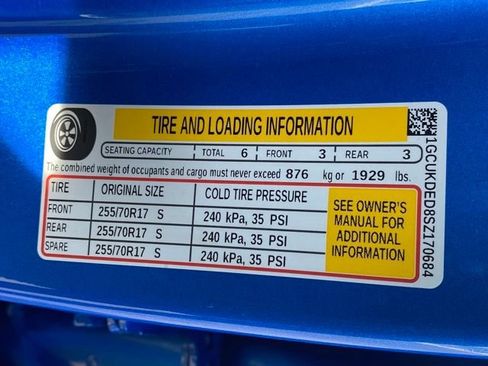 TIRE AND LOADING INFORMATION
SEATING CAPACITY TOTAL 6 FRONT 3 REAR 3
The combined weight of occupants and cargo must never exceed 876 kg or 1929 lbs.
TIRE ORIGINAL SIZE COLD TIRE PRESSURE
FRONT 255/70R17 S 240 kPa, 35 PSI
REAR 255/70R17 S 240 kPa, 35 PSI
SPARE 255/70R17 S 240 kPa, 35 PSI
SEE OWNER'S
MANUAL FOR
ADDITIONAL
INFORMATION
1GCUKDED8SZ170684